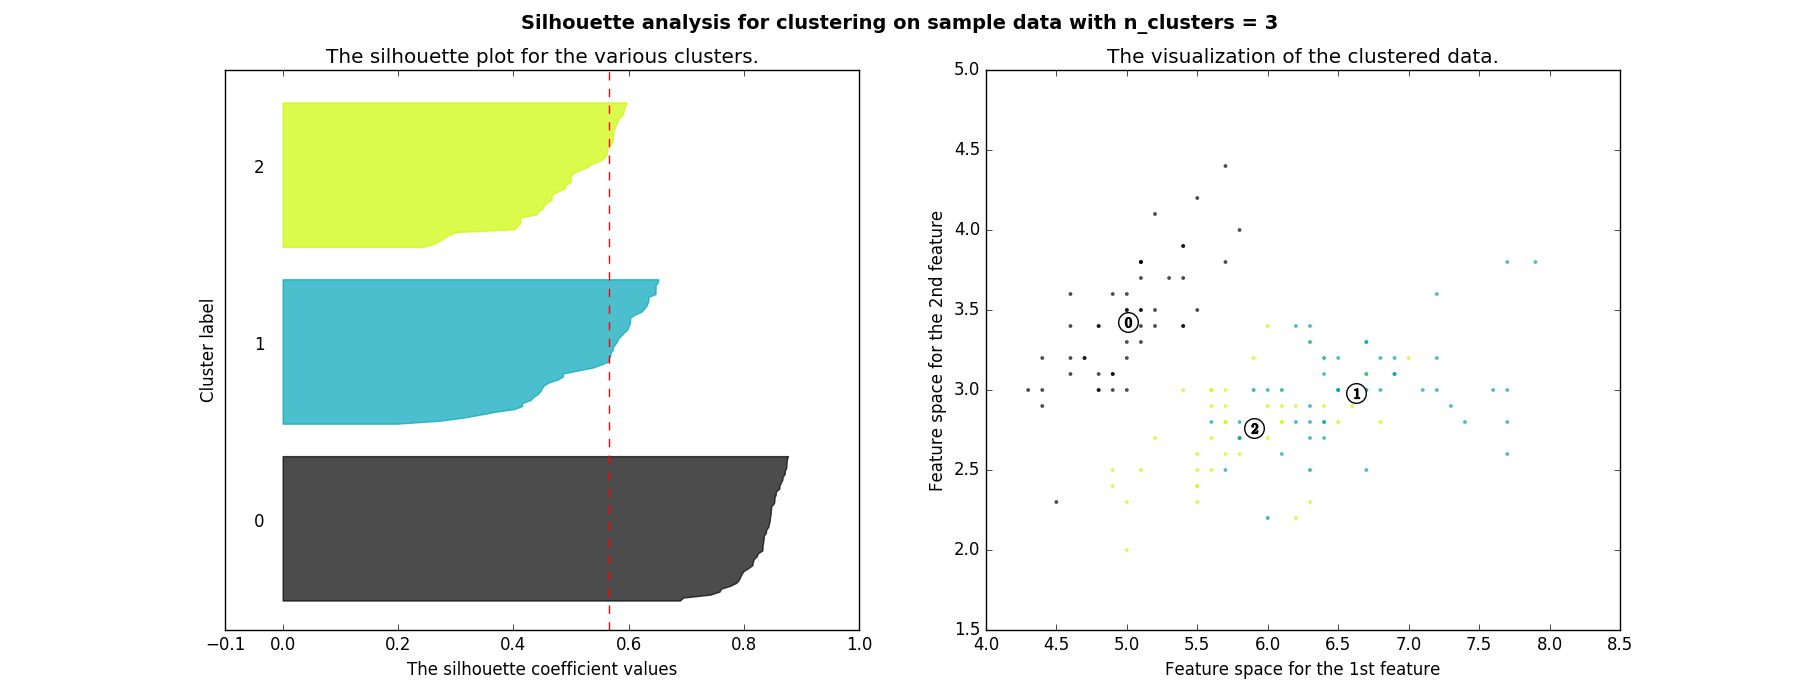 Silhouette analysis for clustering on sample data with n_clusters = 3
The silhouette plot for the various clusters.
2
1
0
Cluster label
−0.1 0.0 0.2 0.4 0.6 0.8 1.0
The silhouette coefficient values
The visualization of the clustered data.
5.0
4.5
4.0
3.5
3.0
2.5
2.0
1.5
Feature space for the 2nd feature
0
1
2
4.0 4.5 5.0 5.5 6.0 6.5 7.0 7.5 8.0 8.5
Feature space for the 1st feature